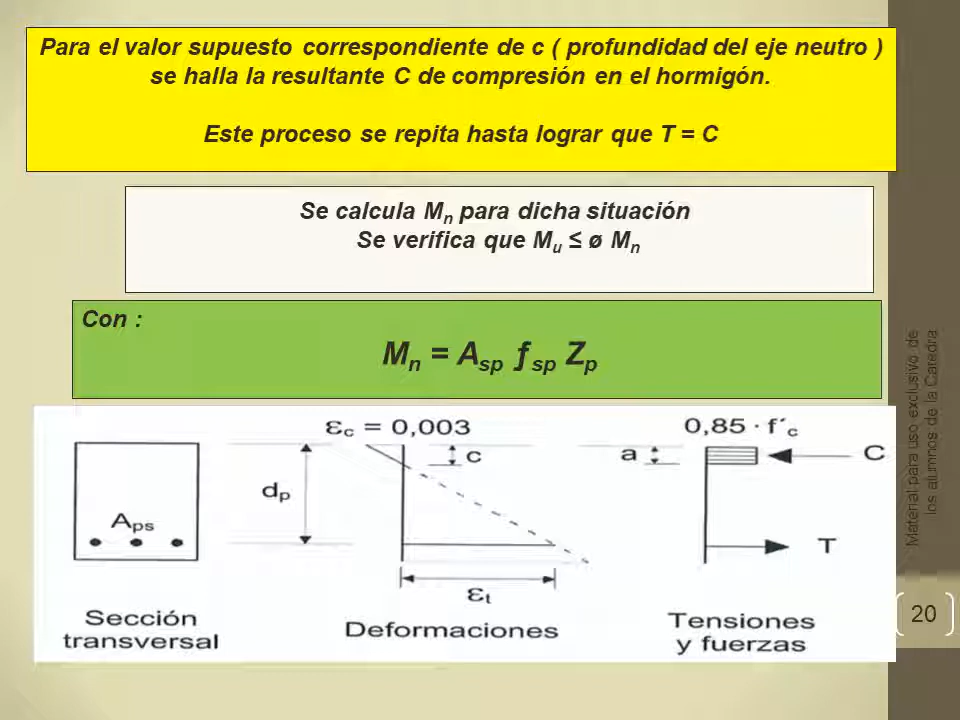 Para el valor supuesto correspondiente de c ( profundidad del eje neutro )
se halla la resultante C de compresión en el hormigón.
Este proceso se repita hasta lograr que T = C
Se calcula Mn para dicha situación
Se verifica que Mu ≤ ø Mn
Con :
Mn = Asp ƒsp Zp
εc = 0,003
0,85 · f´c
c
a
C
dp
Aps
T
εt
Sección
transversal
Deformaciones
Tensiones
y fuerzas
Material para uso exclusivo de
los alumnos de la Catedra
20